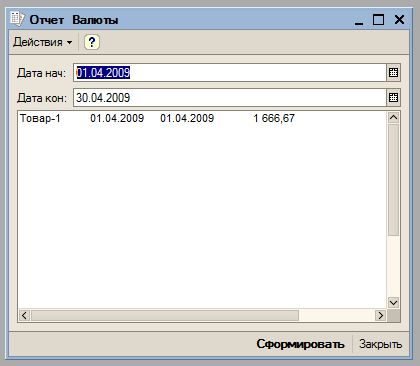 Отчет Валюты
Действия
Дата нач: 01.04.2009
Дата кон: 30.04.2009
Товар-1 01.04.2009 01.04.2009 1 666,67
Сформировать Закрыть